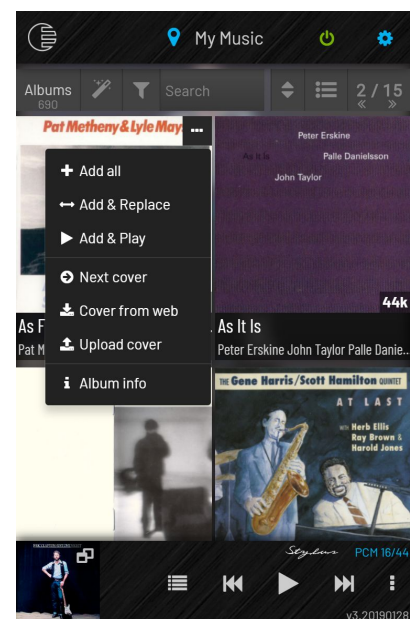 My Music
Albums
690
Search
2 / 15
« »
Pat Metheny & Lyle May
Add all
Add & Replace
Add & Play
Next cover
Cover from web
Upload cover
Album info
As F
Pat M
Peter Erskine
As It Is
Palle Danielsson
John Taylor
44k
As It Is
Peter Erskine John Taylor Palle Danie..
THE Gene Harris/Scott Hamilton QUINTET
AT LAST
WITH Herb Ellis
Ray Brown &
Harold Jones
Stylus
PCM 16/44
v3.20190128